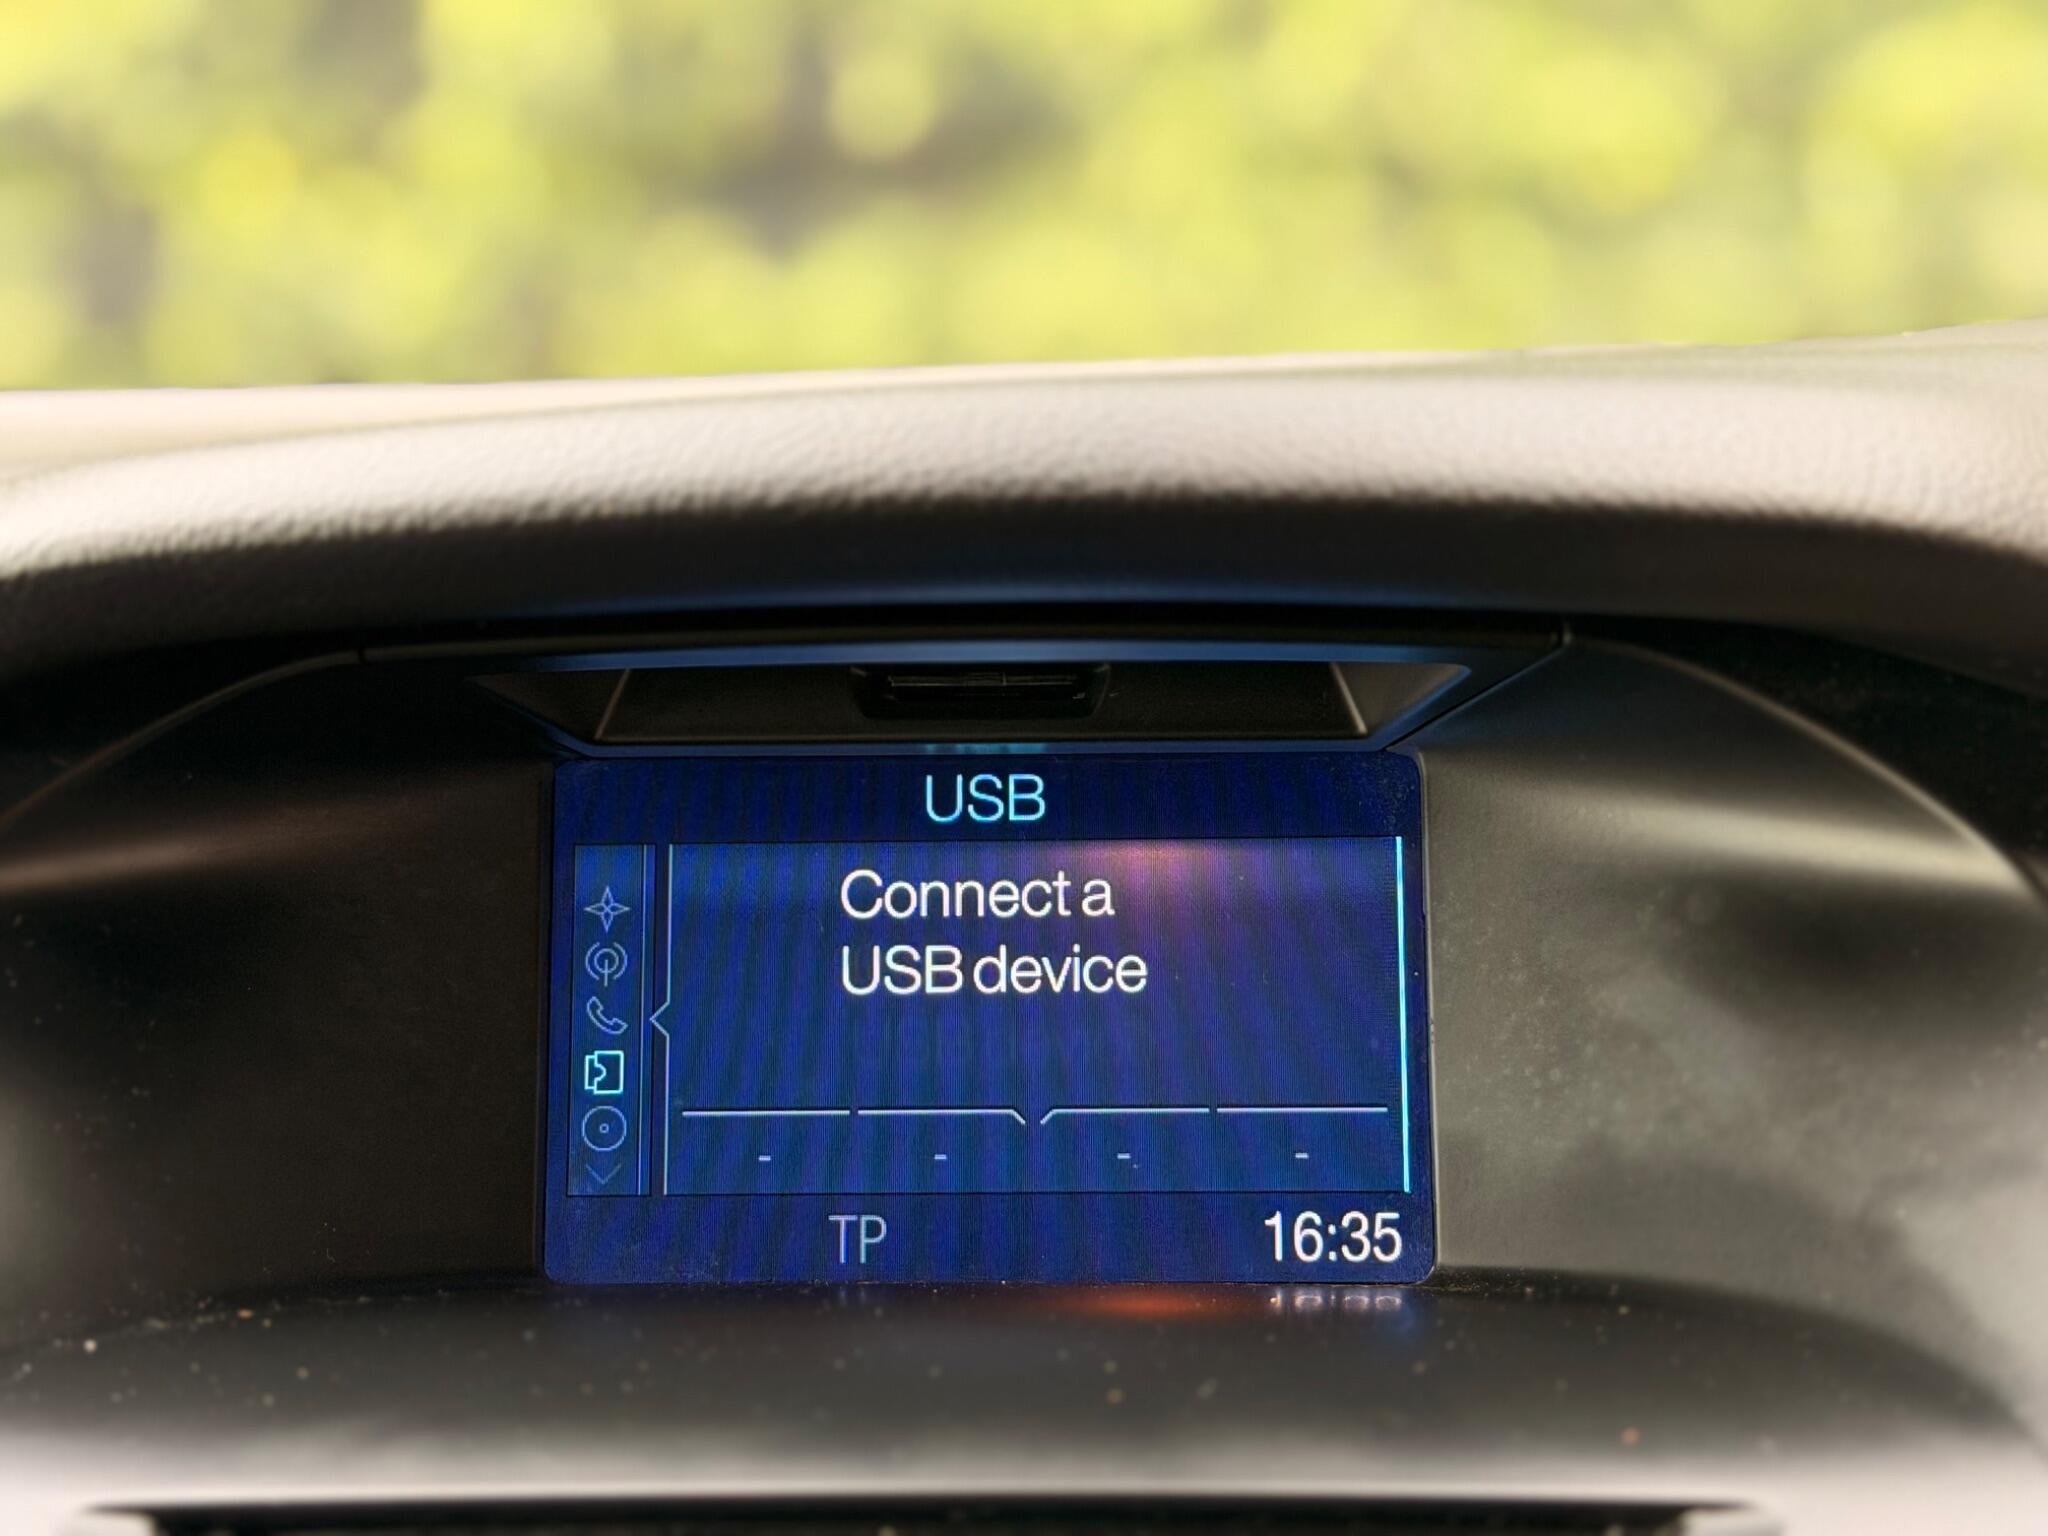 USB
Connect a
USB device
- - - -
TP 16:35